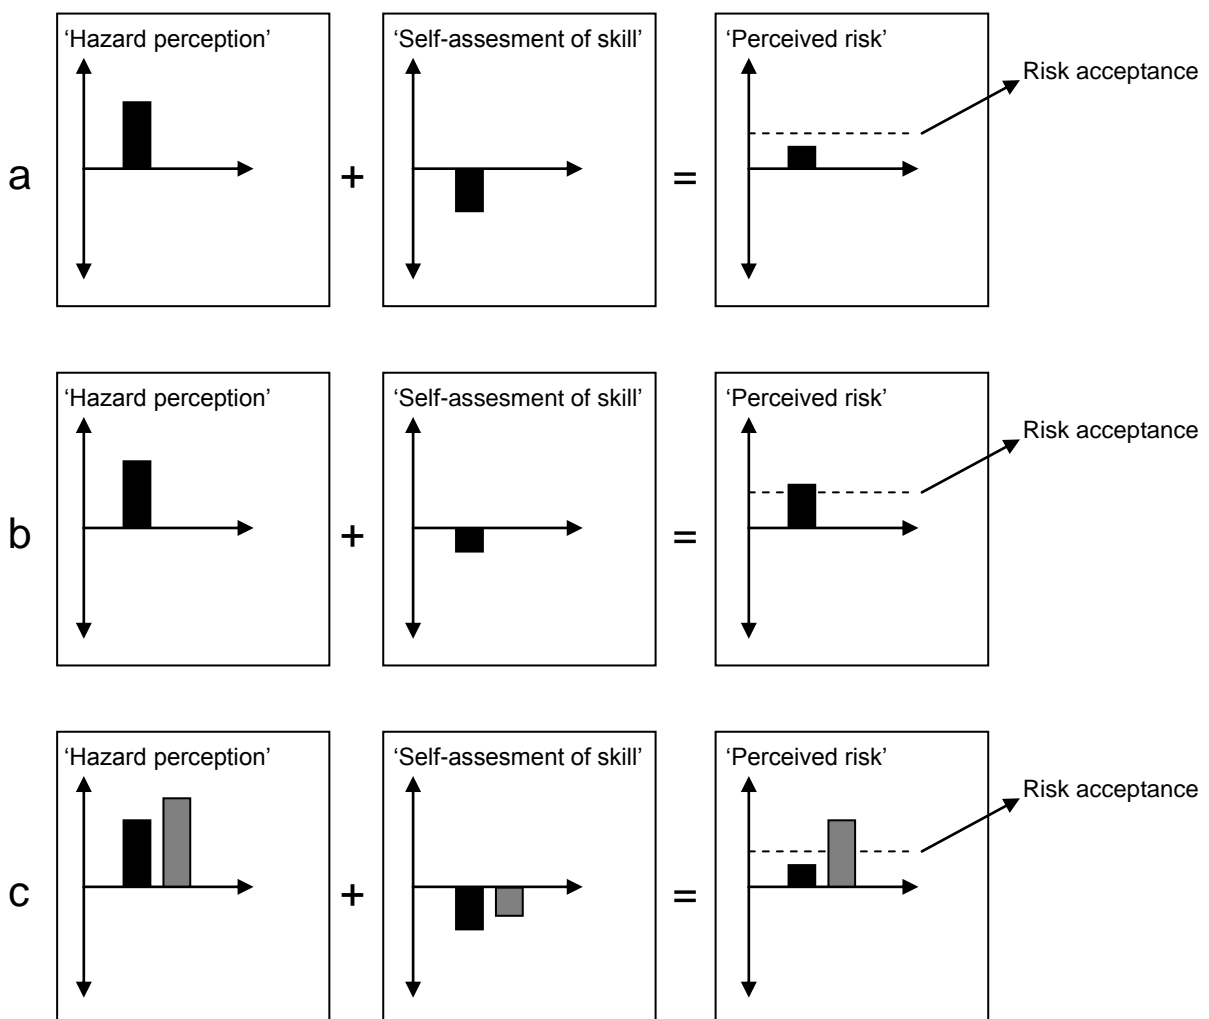 ‘Hazard perception’
‘Self-assesment of skill’
‘Perceived risk’
Risk acceptance
a
+
=
‘Hazard perception’
‘Self-assesment of skill’
‘Perceived risk’
Risk acceptance
b
+
=
‘Hazard perception’
‘Self-assesment of skill’
‘Perceived risk’
Risk acceptance
c
+
=